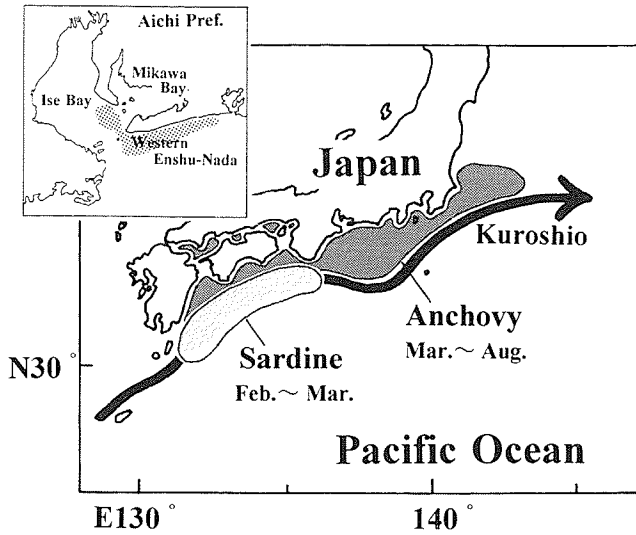 Aichi Pref.
Mikawa
Bay
Ise Bay
Western
Enshu-Nada
Japan
Kuroshio
Anchovy
Mar.~ Aug.
Sardine
Feb.~ Mar.
N30°
Pacific Ocean
E130°
140°